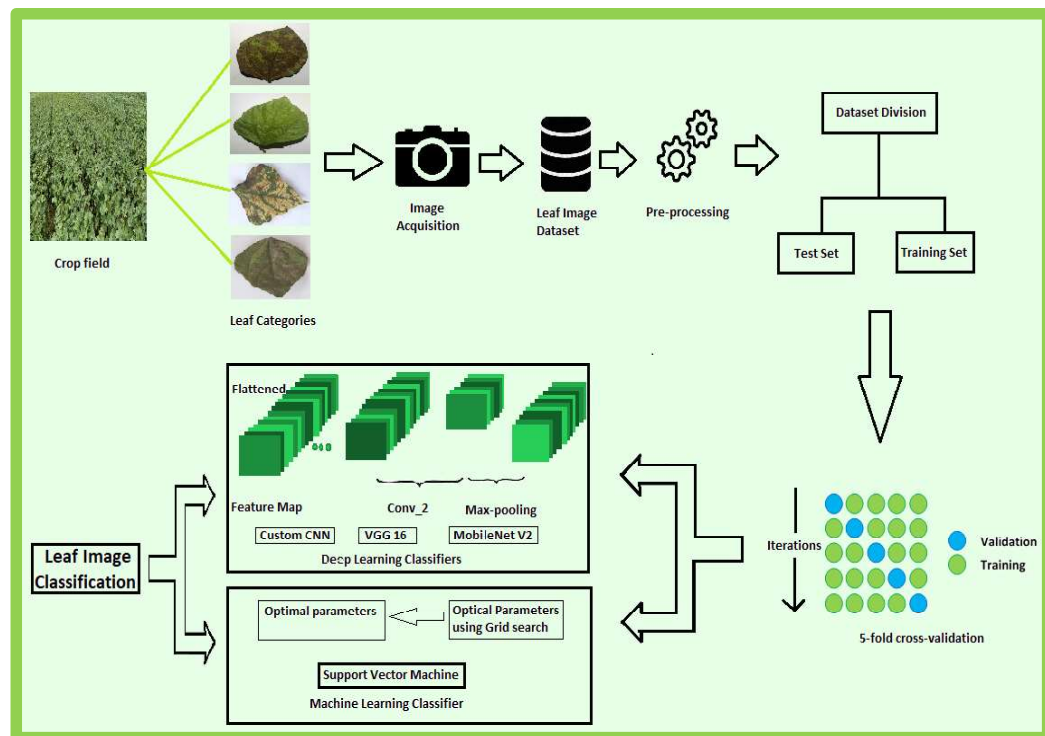 Crop field
Leaf Categories
Image
Acquisition
Leaf Image
Dataset
Pre-processing
Dataset Division
Test Set
Training Set
Iterations
Validation
Training
5-fold cross-validation
Flattened
Feature Map
Conv_2
Max-pooling
Custom CNN
VGG 16
MobileNet V2
Deep Learning Classifiers
Leaf Image
Classification
Optimal parameters
Optical Parameters
using Grid search
Support Vector Machine
Machine Learning Classifier